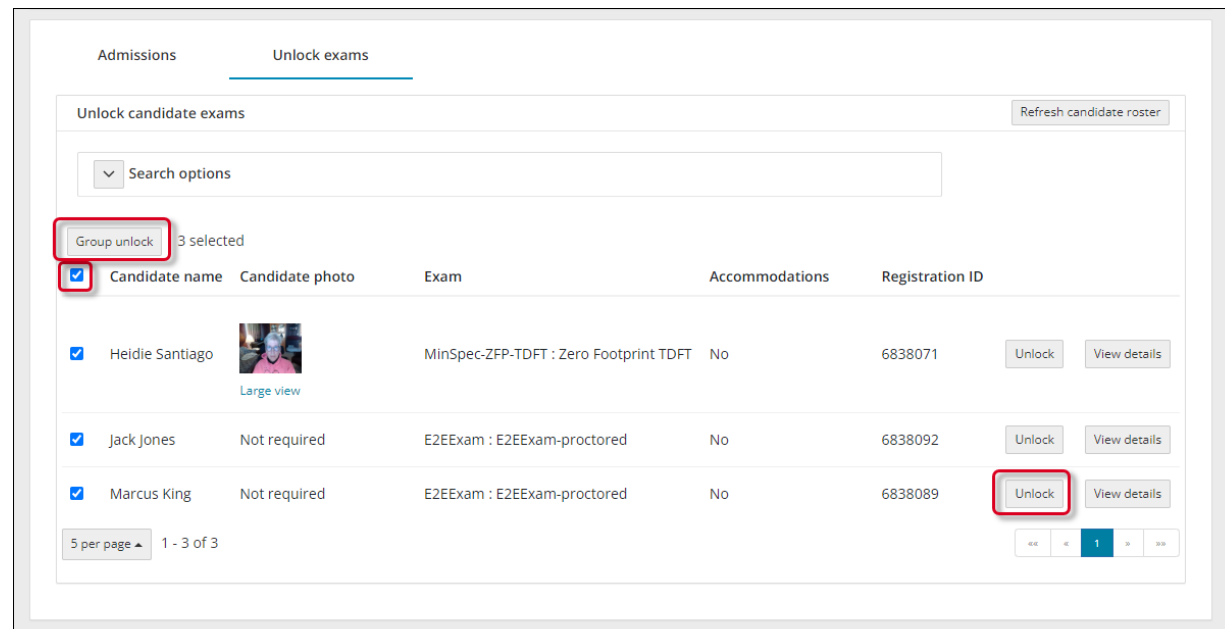 Admissions Unlock exams
Unlock candidate exams Refresh candidate roster
Search options
Group unlock 3 selected
Candidate name Candidate photo Exam Accommodations Registration ID
Heidie Santiago MinSpec-ZFP-TDFT : Zero Footprint TDFT No 6838071 Unlock View details
Large view
Jack Jones Not required E2EExam : E2EExam-proctored No 6838092 Unlock View details
Marcus King Not required E2EExam : E2EExam-proctored No 6838089 Unlock View details
5 per page 1 - 3 of 3 «« « 1 » »»